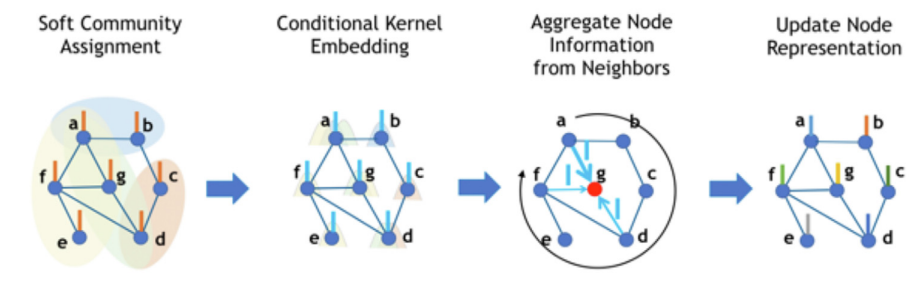 Soft Community
Assignment
Conditional Kernel
Embedding
Aggregate Node
Information
from Neighbors
Update Node
Representation
a
b
f
g
c
e
d
a
b
f
g
c
e
d
a
b
f
g
c
e
d
a
b
f
g
c
e
d